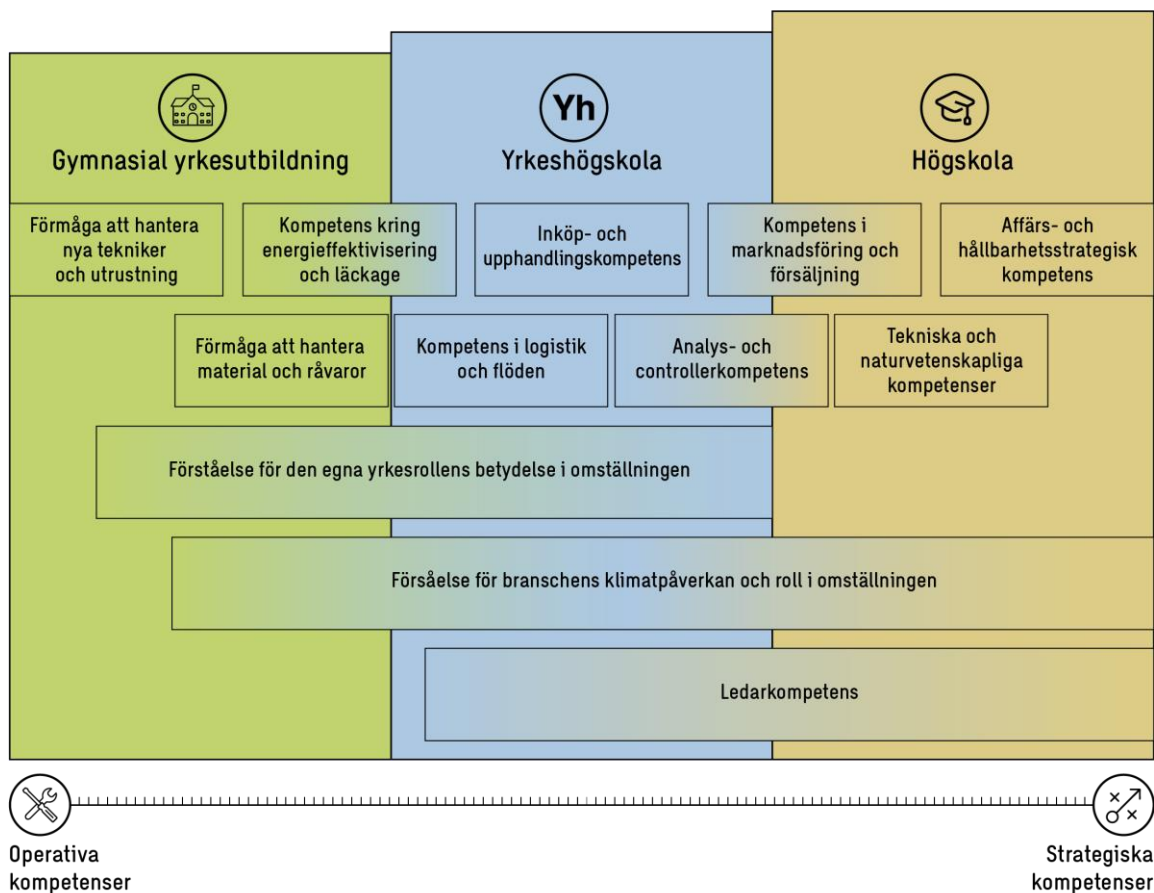 Yh
Gymnasial yrkesutbildning
Yrkeshögskola
Högskola
Förmåga att hantera
nya tekniker
och utrustning
Kompetens kring
energieffektivisering
och läckage
Inköp- och
upphandlingskompetens
Kompetens i
marknadsföring och
försäljning
Affärs- och
hållbarhetsstrategisk
kompetens
Förmåga att hantera
material och råvaror
Kompetens i logistik
och flöden
Analys- och
controllerkompetens
Tekniska och
naturvetenskapliga
kompetenser
Förståelse för den egna yrkesrollens betydelse i omställningen
Försåelse för branschens klimatpåverkan och roll i omställningen
Ledarkompetens
Operativa
kompetenser
Strategiska
kompetenser